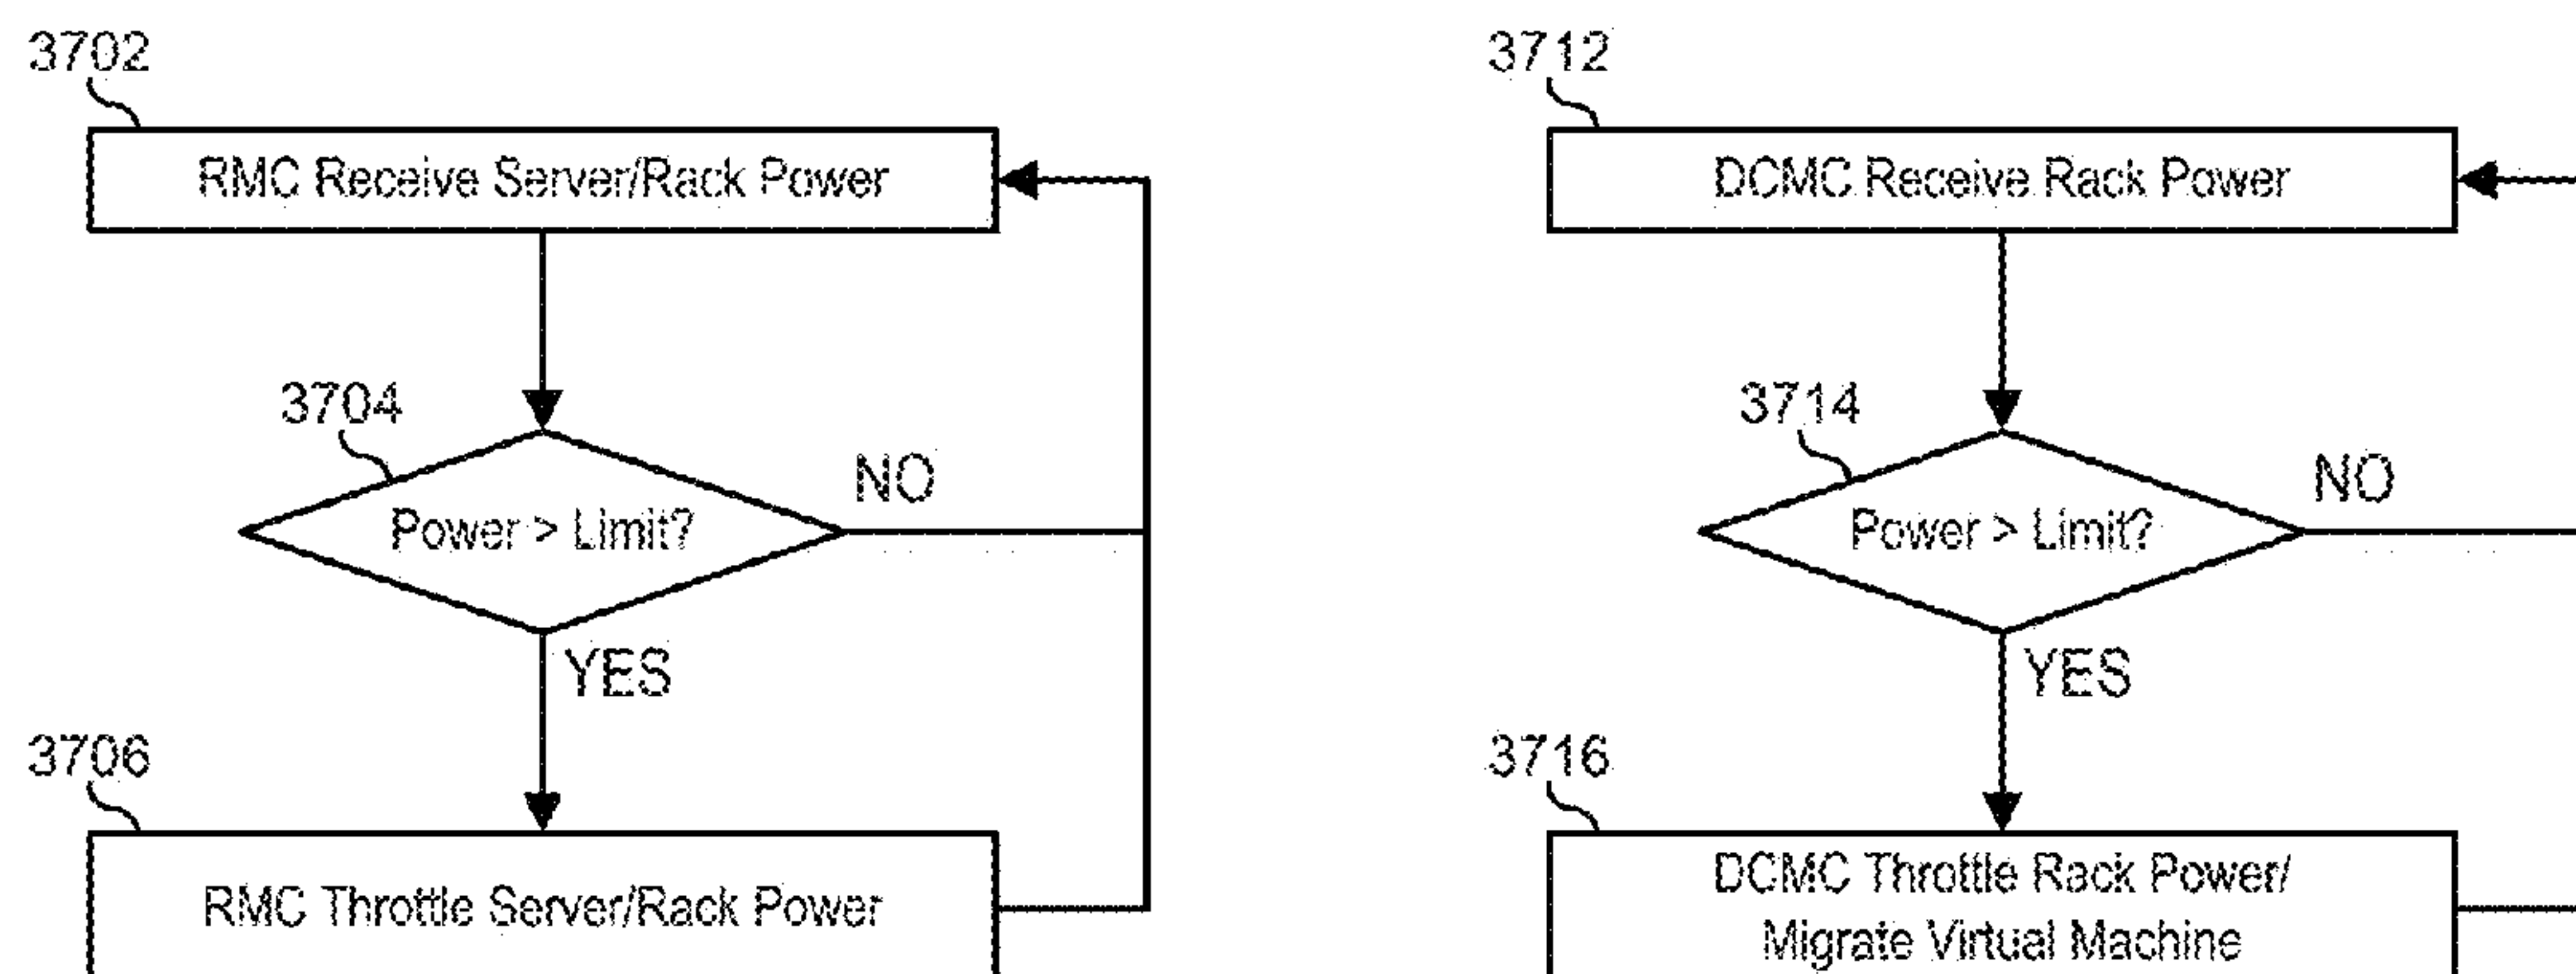 3702
RMC Receive Server/Rack Power
3704
Power > Limit?
NO
YES
3706
RMC Throttle Server/Rack Power
3712
DCMC Receive Rack Power
3714
Power > Limit?
NO
YES
3716
DCMC Throttle Rack Power/
Migrate Virtual Machine